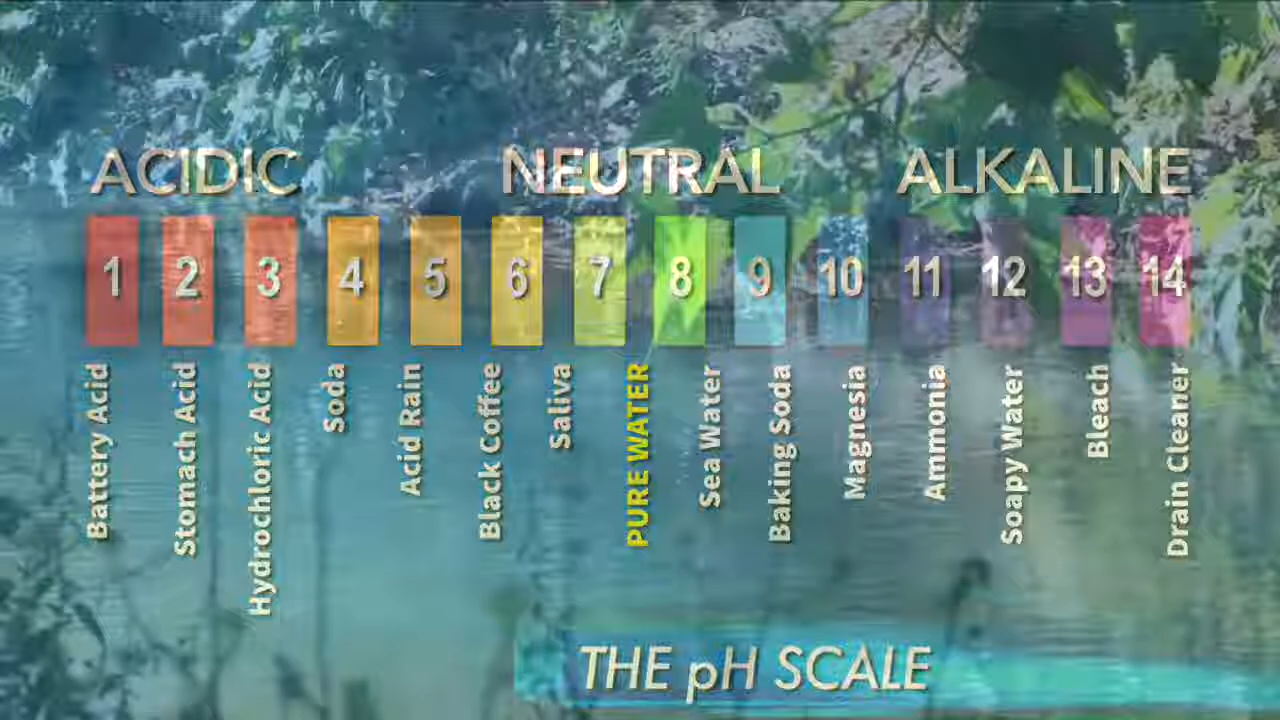 ACIDIC NEUTRAL ALKALINE
1 2 3 4 5 6 7 8 9 10 11 12 13 14
Battery Acid
Stomach Acid
Hydrochloric Acid
Soda
Acid Rain
Black Coffee
Saliva
PURE WATER
Sea Water
Baking Soda
Magnesia
Ammonia
Soapy Water
Bleach
Drain Cleaner
THE pH SCALE